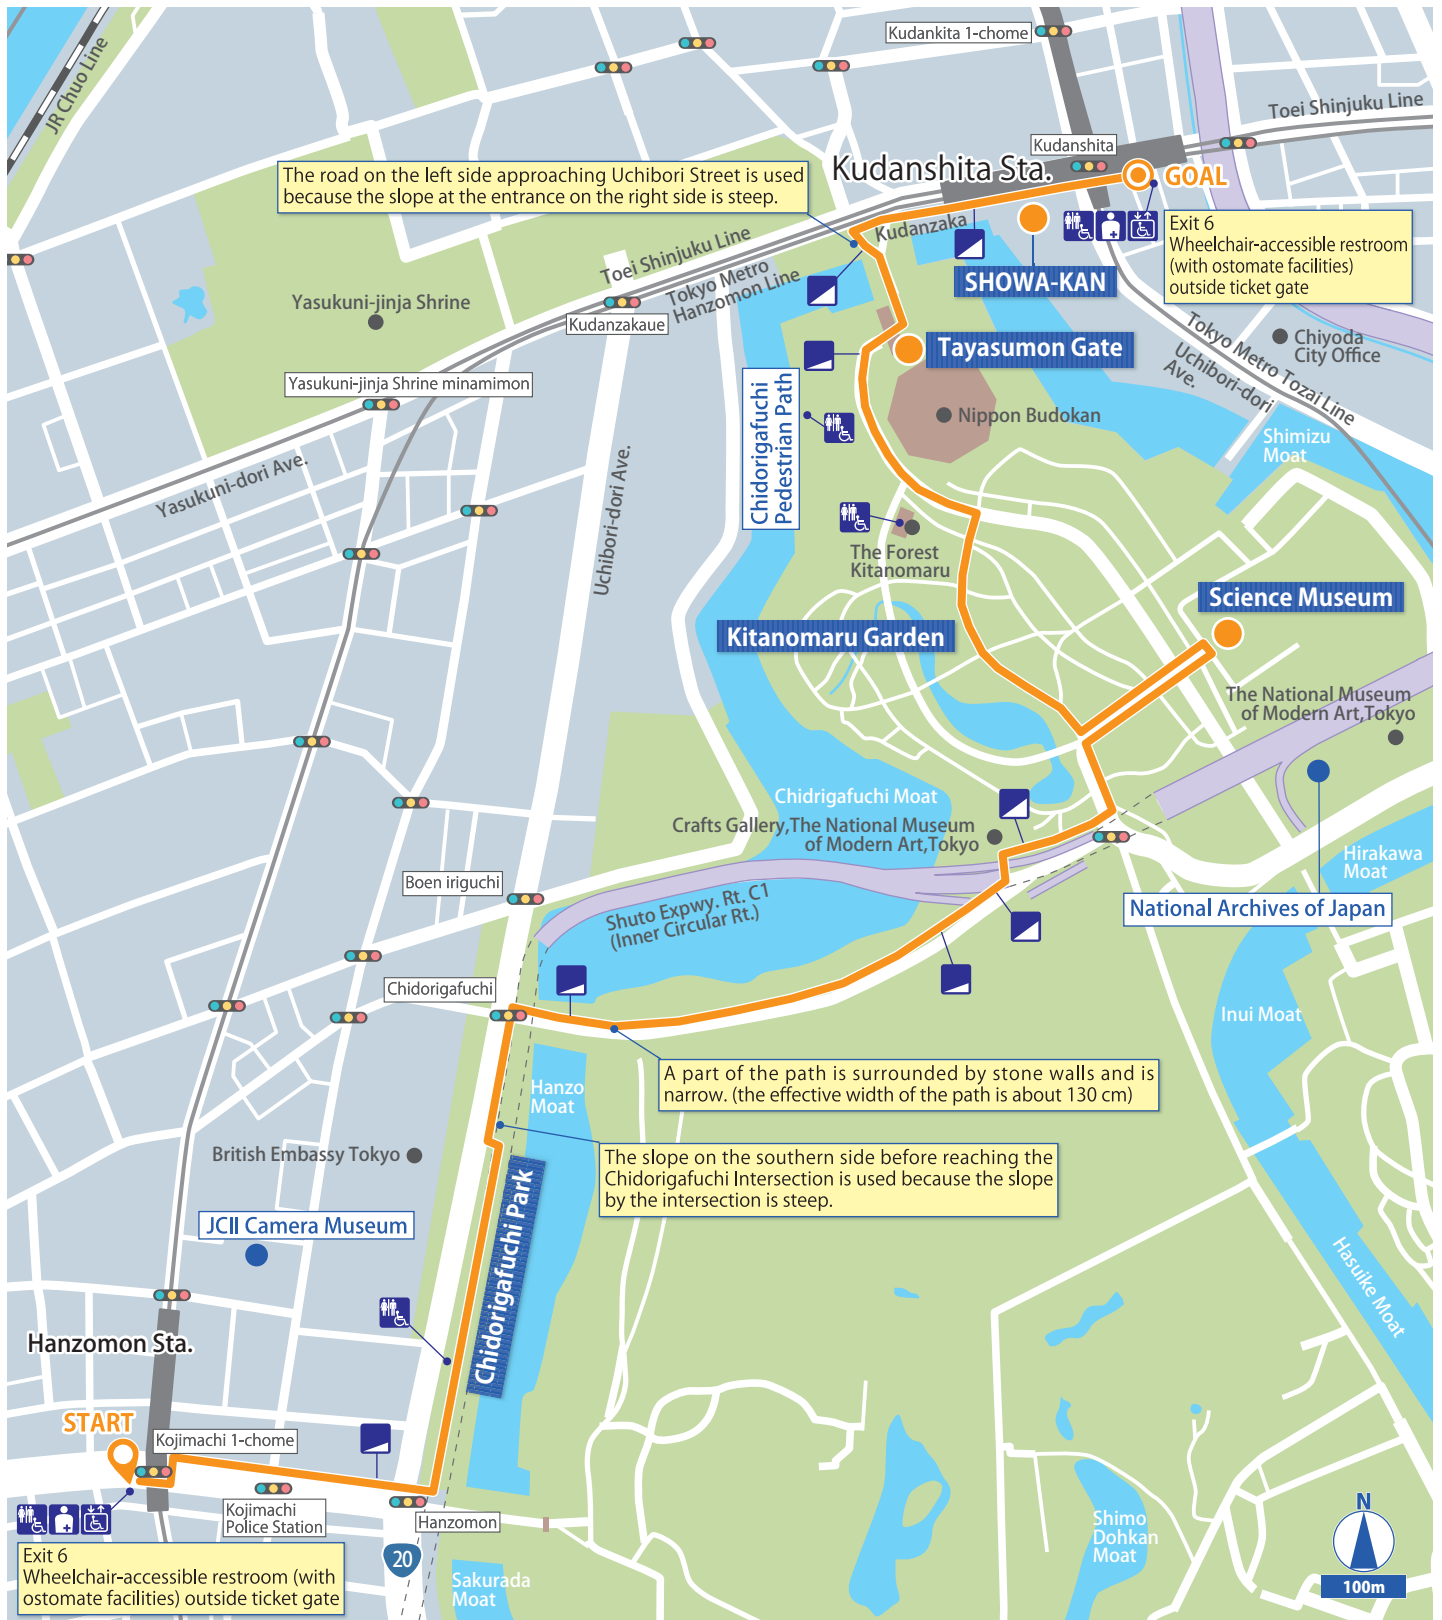 JR Chuo Line
Kudankita 1-chome
Toei Shinjuku Line
Kudanshita
Kudanshita Sta.
GOAL
The road on the left side approaching Uchibori Street is used
because the slope at the entrance on the right side is steep.
Kudanzaka
Exit 6
Wheelchair-accessible restroom
(with ostomate facilities)
outside ticket gate
SHOWA-KAN
Toei Shinjuku Line
Tokyo Metro
Hanzomon Line
Yasukuni-jinja Shrine
Kudanzakaue
Tayasumon Gate
Chiyoda
City Office
Tokyo Metro Tozai Line
Uchibori-dori
Ave.
Yasukuni-jinja Shrine minamimon
Chidorigafuchi
Pedestrian Path
Nippon Budokan
Shimizu
Moat
Yasukuni-dori Ave.
Uchibori-dori Ave.
The Forest
Kitanomaru
Science Museum
Kitanomaru Garden
The National Museum
of Modern Art,Tokyo
Chidrigafuchi Moat
Crafts Gallery,The National Museum
of Modern Art,Tokyo
Hirakawa
Moat
Boen iriguchi
Shuto Expwy. Rt. C1
(Inner Circular Rt.)
National Archives of Japan
Chidorigafuchi
Inui Moat
A part of the path is surrounded by stone walls and is
narrow. (the effective width of the path is about 130 cm)
Hanzo
Moat
British Embassy Tokyo
The slope on the southern side before reaching the
Chidorigafuchi Intersection is used because the slope
by the intersection is steep.
JCII Camera Museum
Chidorigafuchi Park
Hasuike Moat
Hanzomon Sta.
START
Kojimachi 1-chome
Kojimachi
Police Station
Hanzomon
Shimo
Dohkan
Moat
N
100m
Exit 6
Wheelchair-accessible restroom (with
ostomate facilities) outside ticket gate
20
Sakurada
Moat